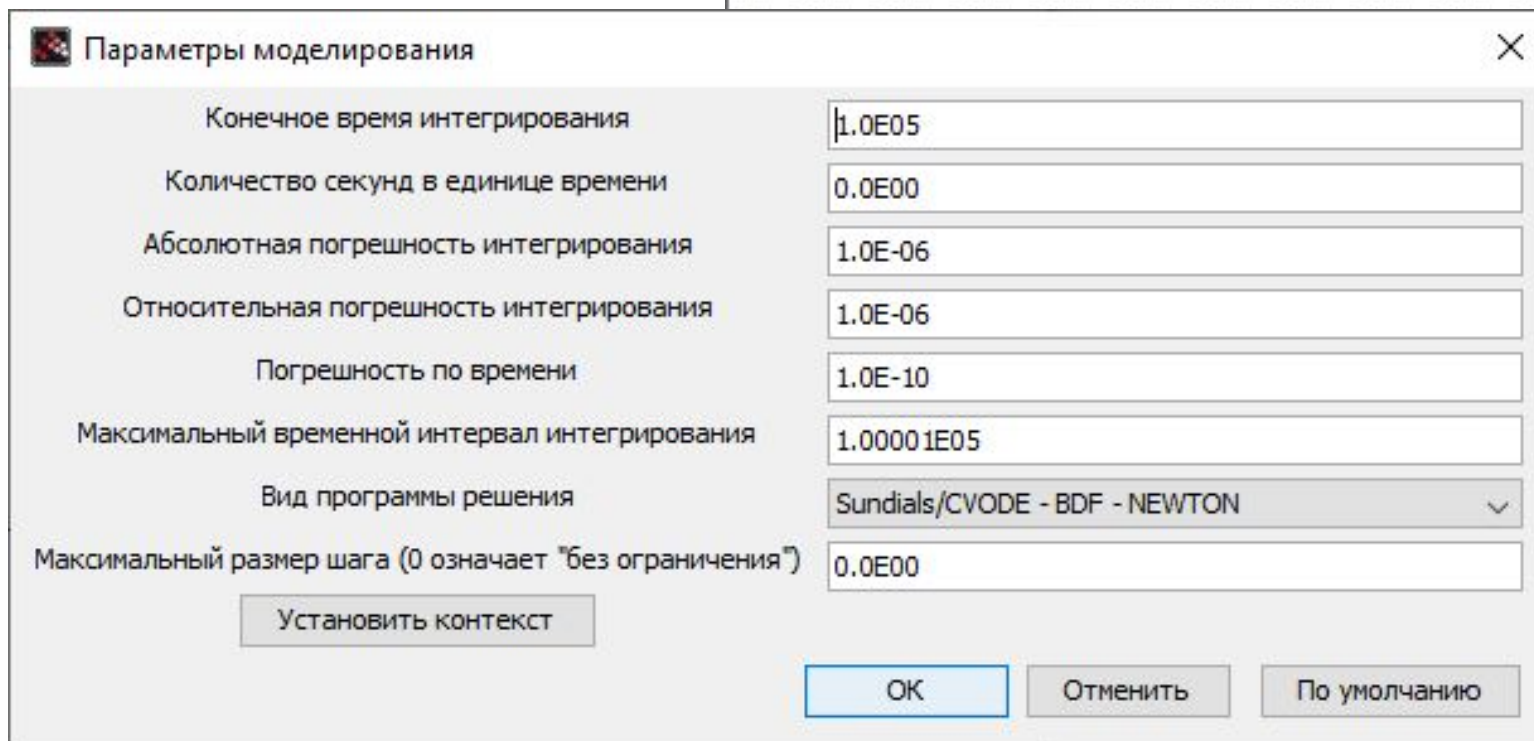 Параметры моделирования
Конечное время интегрирования 1.0E05
Количество секунд в единице времени 0.0E00
Абсолютная погрешность интегрирования 1.0E-06
Относительная погрешность интегрирования 1.0E-06
Погрешность по времени 1.0E-10
Максимальный временной интервал интегрирования 1.00001E05
Вид программы решения Sundials/CVODE - BDF - NEWTON
Максимальный размер шага (0 означает "без ограничения") 0.0E00
Установить контекст
OK Отменить По умолчанию